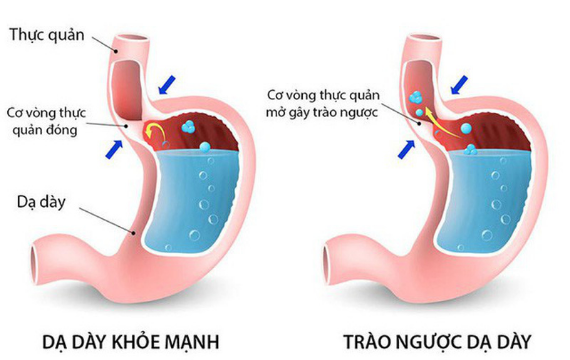 Thực quản
Cơ vòng thực
quản đóng
Dạ dày
DẠ DÀY KHỎE MẠNH
Cơ vòng thực quản
mở gây trào ngược
TRÀO NGƯỢC DẠ DÀY